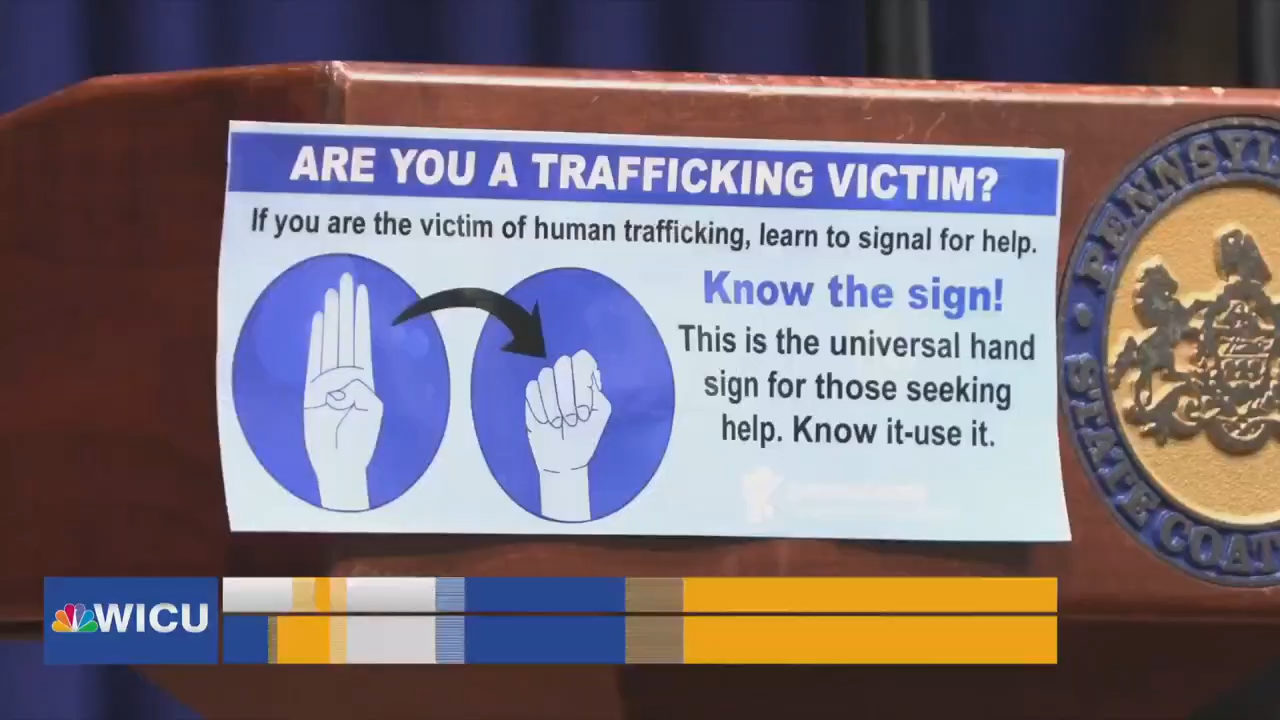 ARE YOU A TRAFFICKING VICTIM?
If you are the victim of human trafficking, learn to signal for help.
Know the sign!
This is the universal hand
sign for those seeking
help. Know it-use it.
PENNSYL
STATE COAT
WICU